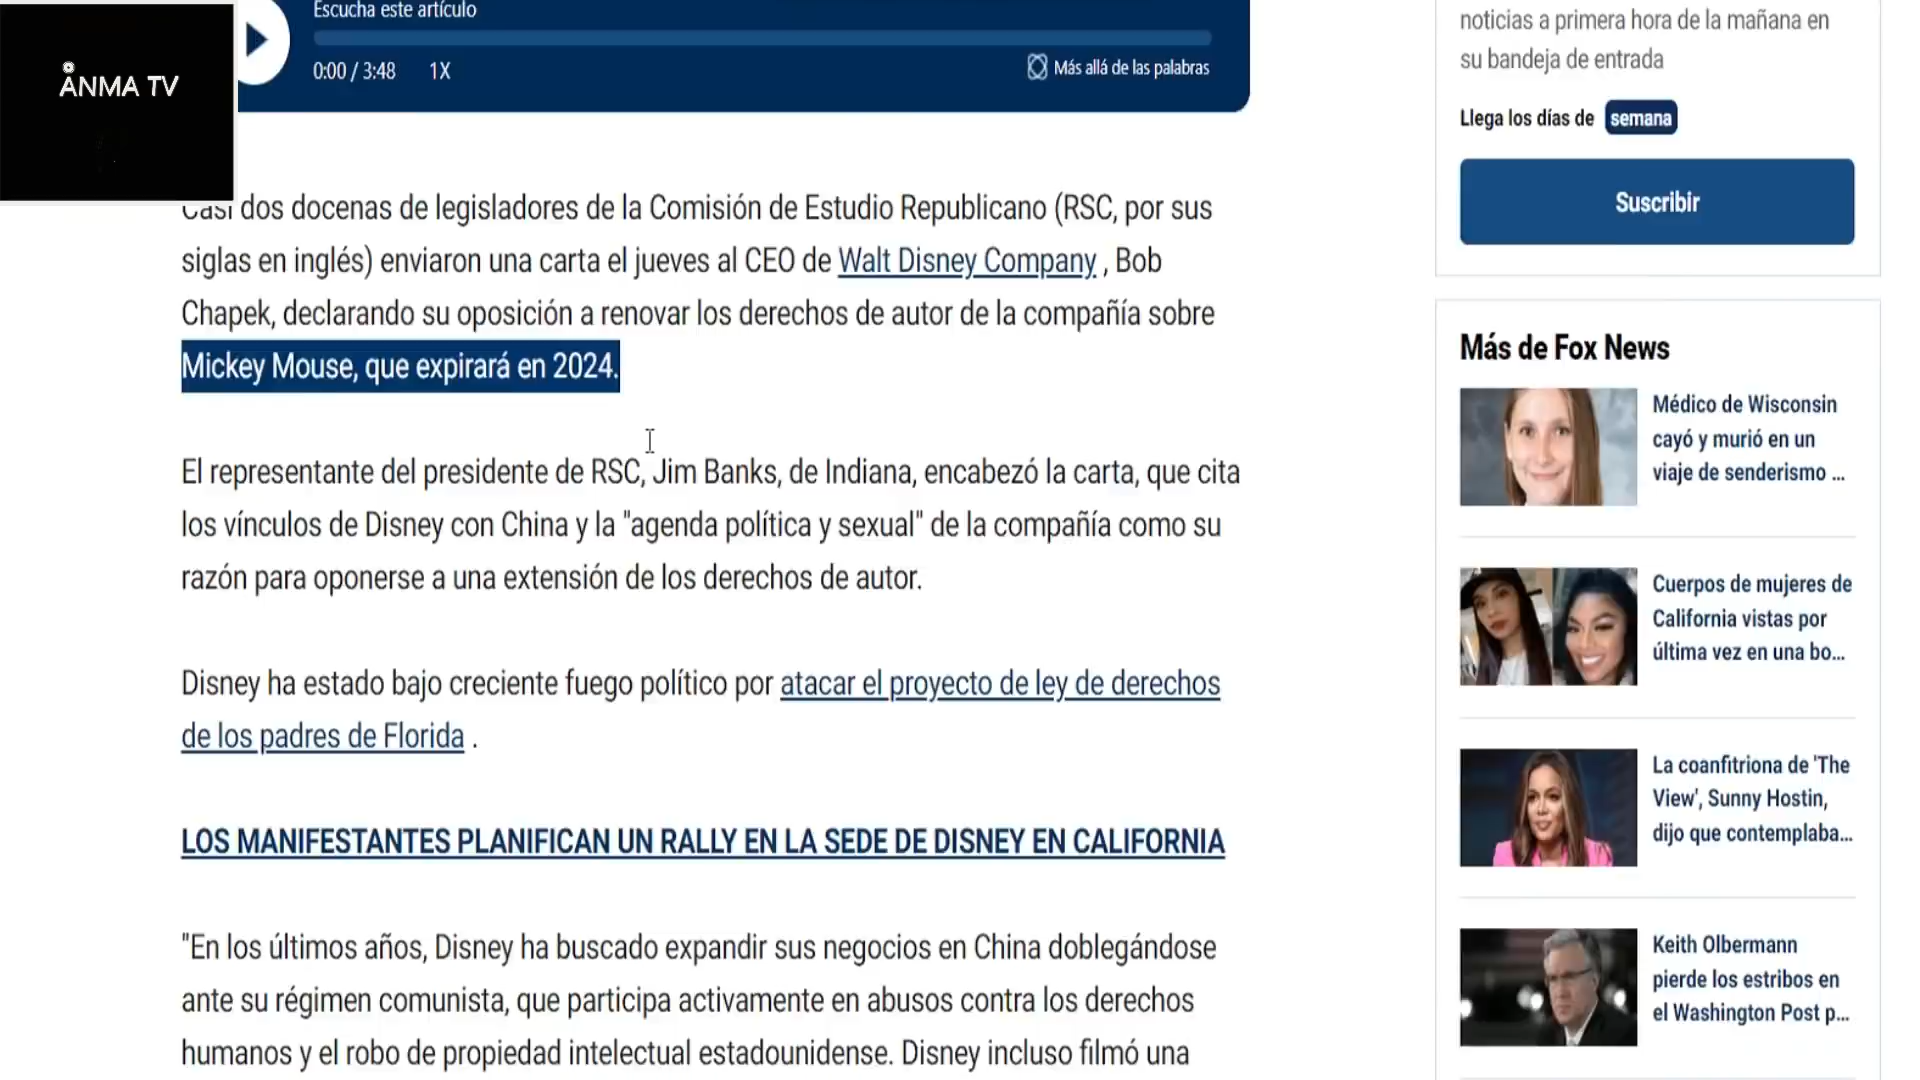 Escucha este artículo
0:00 / 3:48 1X
Más allá de las palabras
ANMA TV
Casi dos docenas de legisladores de la Comisión de Estudio Republicano (RSC, por sus
siglas en inglés) enviaron una carta el jueves al CEO de Walt Disney Company , Bob
Chapek, declarando su oposición a renovar los derechos de autor de la compañía sobre
Mickey Mouse, que expirará en 2024.
El representante del presidente de RSC, Jim Banks, de Indiana, encabezó la carta, que cita
los vínculos de Disney con China y la "agenda política y sexual" de la compañía como su
razón para oponerse a una extensión de los derechos de autor.
Disney ha estado bajo creciente fuego político por atacar el proyecto de ley de derechos
de los padres de Florida .
LOS MANIFESTANTES PLANIFICAN UN RALLY EN LA SEDE DE DISNEY EN CALIFORNIA
"En los últimos años, Disney ha buscado expandir sus negocios en China doblegándose
ante su régimen comunista, que participa activamente en abusos contra los derechos
humanos y el robo de propiedad intelectual estadounidense. Disney incluso filmó una
noticias a primera hora de la mañana en
su bandeja de entrada
Llega los días de semana
Suscribir
Más de Fox News
Médico de Wisconsin
cayó y murió en un
viaje de senderismo ...
Cuerpos de mujeres de
California vistas por
última vez en una bo...
La coanfitriona de 'The
View', Sunny Hostin,
dijo que contemplaba...
Keith Olbermann
pierde los estribos en
el Washington Post p...